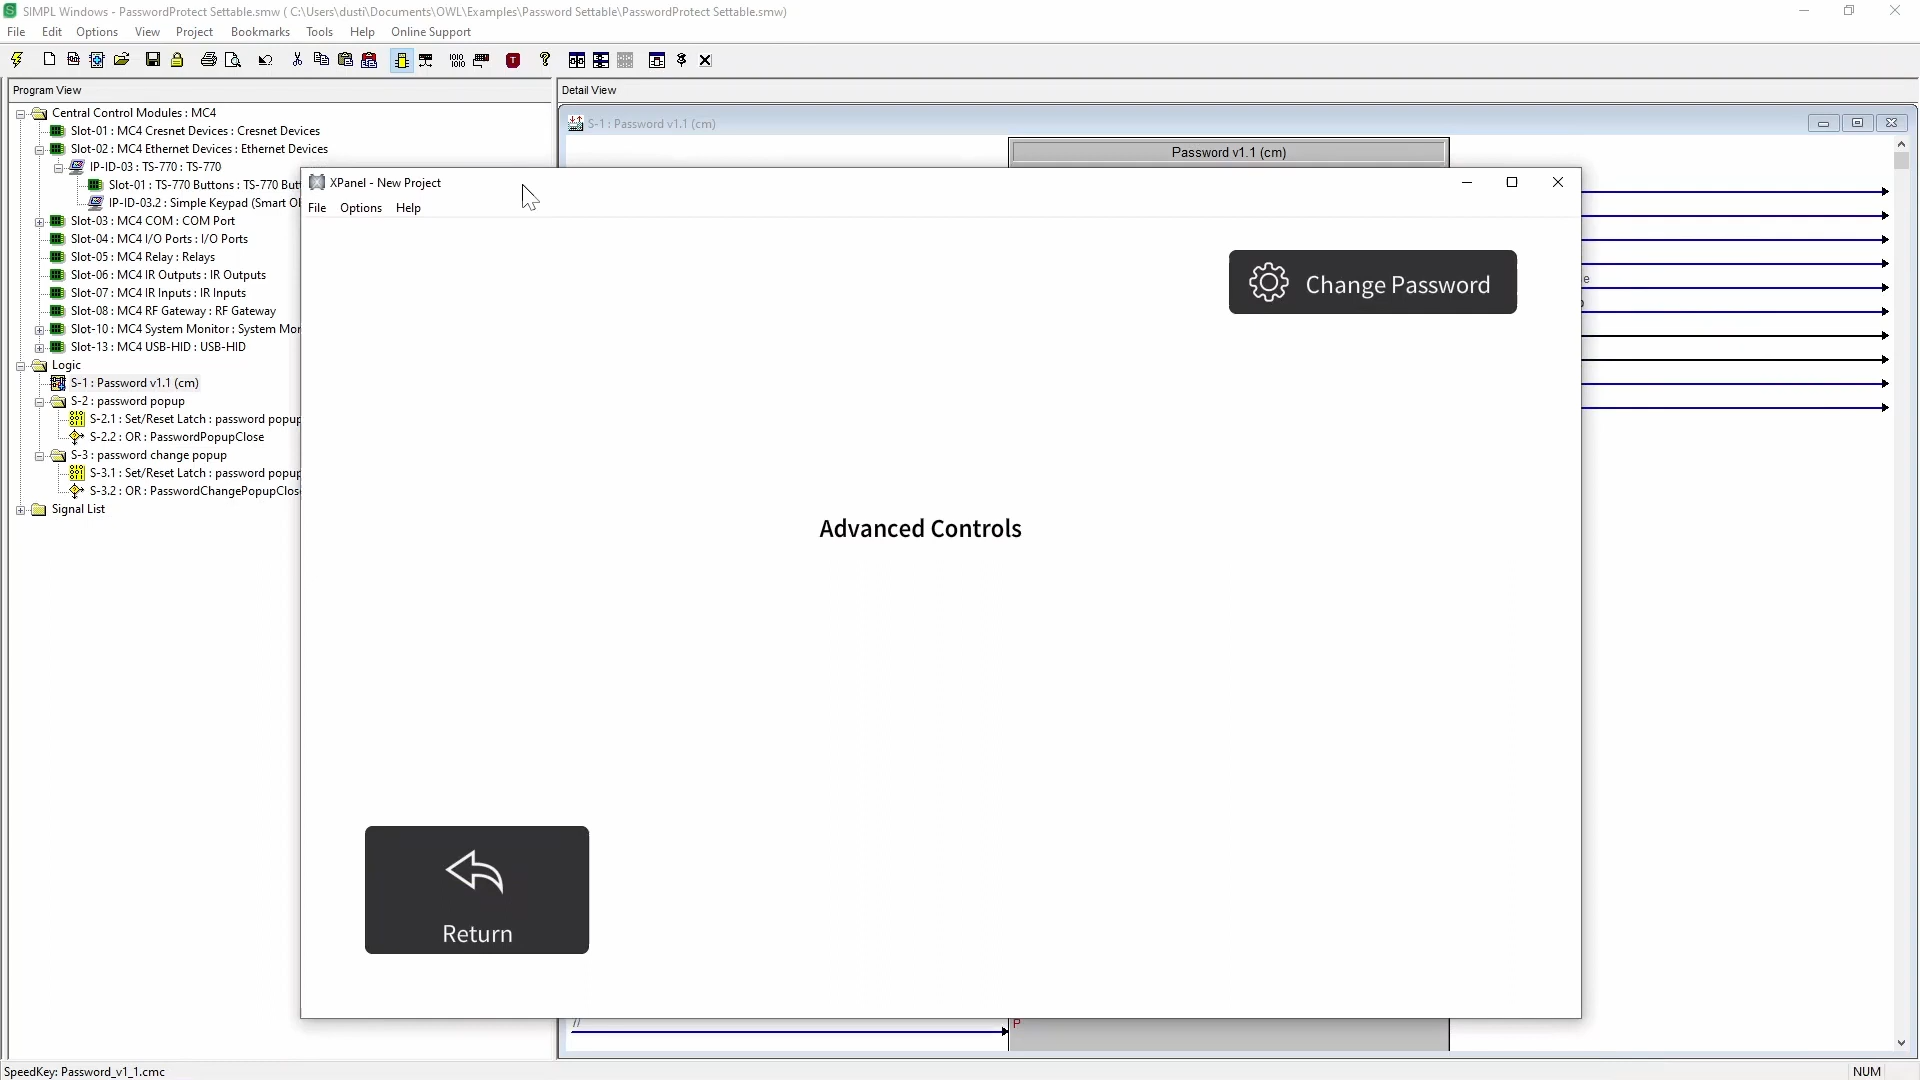 SIMPL Windows - PasswordProtect Settable.smw ( C:\Users\dusti\Documents\OWL\Examples\Password Settable\PasswordProtect Settable.smw)
File Edit Options View Project Bookmarks Tools Help Online Support
Program View
Detail View
Central Control Modules : MC4
Slot-01 : MC4 Cresnet Devices : Cresnet Devices
Slot-02 : MC4 Ethernet Devices : Ethernet Devices
IP-ID-03 : TS-770 : TS-770
Slot-01 : TS-770 Buttons : TS-770 But
IP-ID-03.2 : Simple Keypad (Smart Ol
Slot-03 : MC4 COM : COM Port
Slot-04 : MC4 I/O Ports : I/O Ports
Slot-05 : MC4 Relay : Relays
Slot-06 : MC4 IR Outputs : IR Outputs
Slot-07 : MC4 IR Inputs : IR Inputs
Slot-08 : MC4 RF Gateway : RF Gateway
Slot-10 : MC4 System Monitor : System Mor
Slot-13 : MC4 USB-HID : USB-HID
Logic
S-1 : Password v1.1 (cm)
S-2 : password popup
S-2.1 : Set/Reset Latch : password popup
S-2.2 : OR : PasswordPopupClose
S-3 : password change popup
S-3.1 : Set/Reset Latch : password popup
S-3.2 : OR : PasswordChangePopupClos
Signal List
S-1 : Password v1.1 (cm)
Password v1.1 (cm)
XPanel - New Project
File Options Help
Change Password
Advanced Controls
Return
e
//
P
SpeedKey: Password_v1_1.cmc
NUM